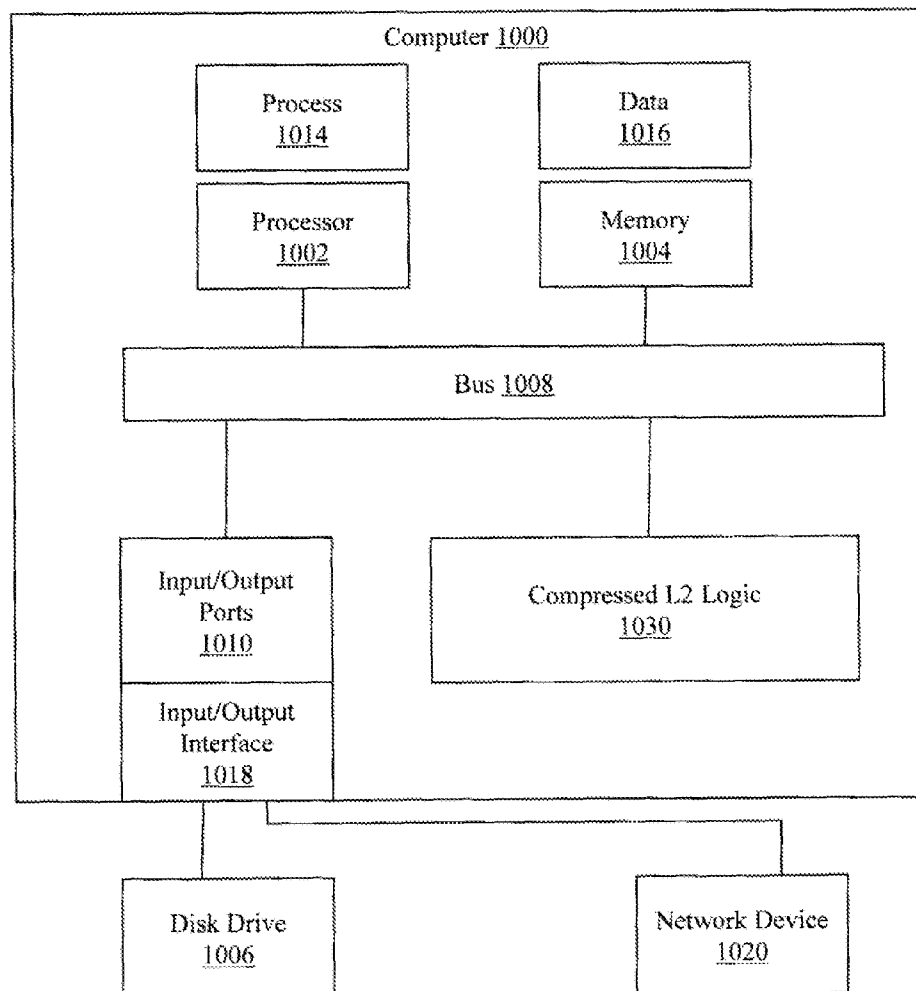 Computer 1000
Process
1014
Data
1016
Processor
1002
Memory
1004
Bus 1008
Input/Output
Ports
1010
Compressed L2 Logic
1030
Input/Output
Interface
1018
Disk Drive
1006
Network Device
1020